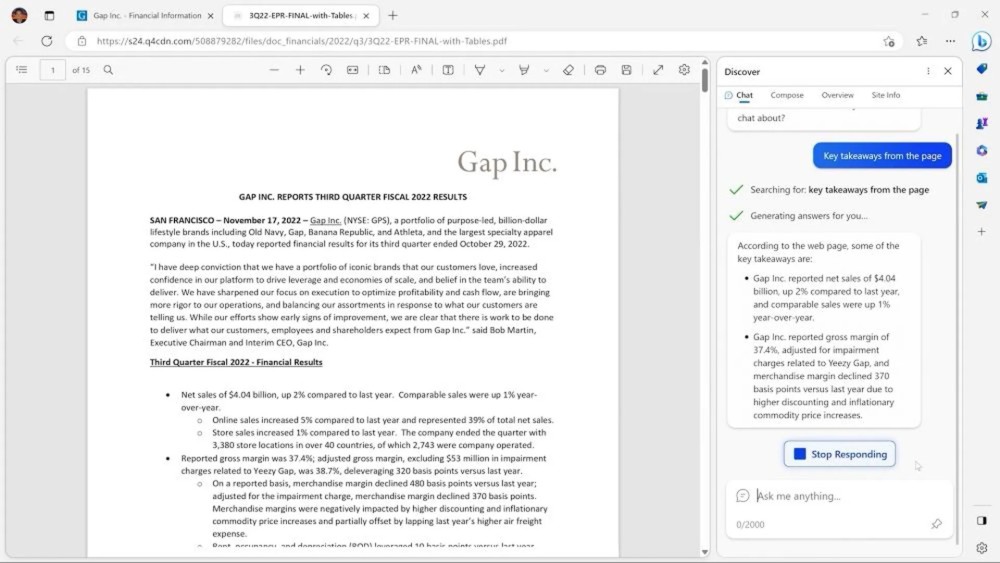 Gap Inc. - Financial Information
3Q22-EPR-FINAL-with-Tables.
https://s24.q4cdn.com/508879282/files/doc_financials/2022/q3/3Q22-EPR-FINAL-with-Tables.pdf
1 of 15
Gap Inc.
GAP INC. REPORTS THIRD QUARTER FISCAL 2022 RESULTS
SAN FRANCISCO – November 17, 2022 – Gap Inc. (NYSE: GPS), a portfolio of purpose-led, billion-dollar
lifestyle brands including Old Navy, Gap, Banana Republic, and Athleta, and the largest specialty apparel
company in the U.S., today reported financial results for its third quarter ended October 29, 2022.
"I have deep conviction that we have a portfolio of iconic brands that our customers love, increased
confidence in our platform to drive leverage and economies of scale, and belief in the team's ability to
deliver. We have sharpened our focus on execution to optimize profitability and cash flow, are bringing
more rigor to our operations, and balancing our assortments in response to what our customers are
telling us. While our efforts show early signs of improvement, we are clear that there is work to be done
to deliver what our customers, employees and shareholders expect from Gap Inc." said Bob Martin,
Executive Chairman and Interim CEO, Gap Inc.
Third Quarter Fiscal 2022 - Financial Results
• Net sales of $4.04 billion, up 2% compared to last year. Comparable sales were up 1% year-
over-year.
o Online sales increased 5% compared to last year and represented 39% of total net sales.
o Store sales increased 1% compared to last year. The company ended the quarter with
3,380 store locations in over 40 countries, of which 2,743 were company operated.
• Reported gross margin was 37.4%; adjusted gross margin, excluding $53 million in impairment
charges related to Yeezy Gap, was 38.7%, deleveraging 320 basis points versus last year.
o On a reported basis, merchandise margin declined 480 basis points versus last year;
adjusted for the impairment charge, merchandise margin declined 370 basis points.
Merchandise margins were negatively impacted by higher discounting and inflationary
commodity price increases and partially offset by lapping last year's higher air freight
expense.
o Rent, occupancy, and depreciation (ROD) leveraged 10 basis points versus last year
Discover
Chat Compose Overview Site Info
chat about?
Key takeaways from the page
Searching for: key takeaways from the page
Generating answers for you...
According to the web page, some of the
key takeaways are:
• Gap Inc. reported net sales of $4.04
billion, up 2% compared to last year,
and comparable sales were up 1%
year-over-year.
• Gap Inc. reported gross margin of
37.4%, adjusted for impairment
charges related to Yeezy Gap, and
merchandise margin declined 370
basis points versus last year due to
higher discounting and inflationary
commodity price increases.
Stop Responding
Ask me anything...
0/2000